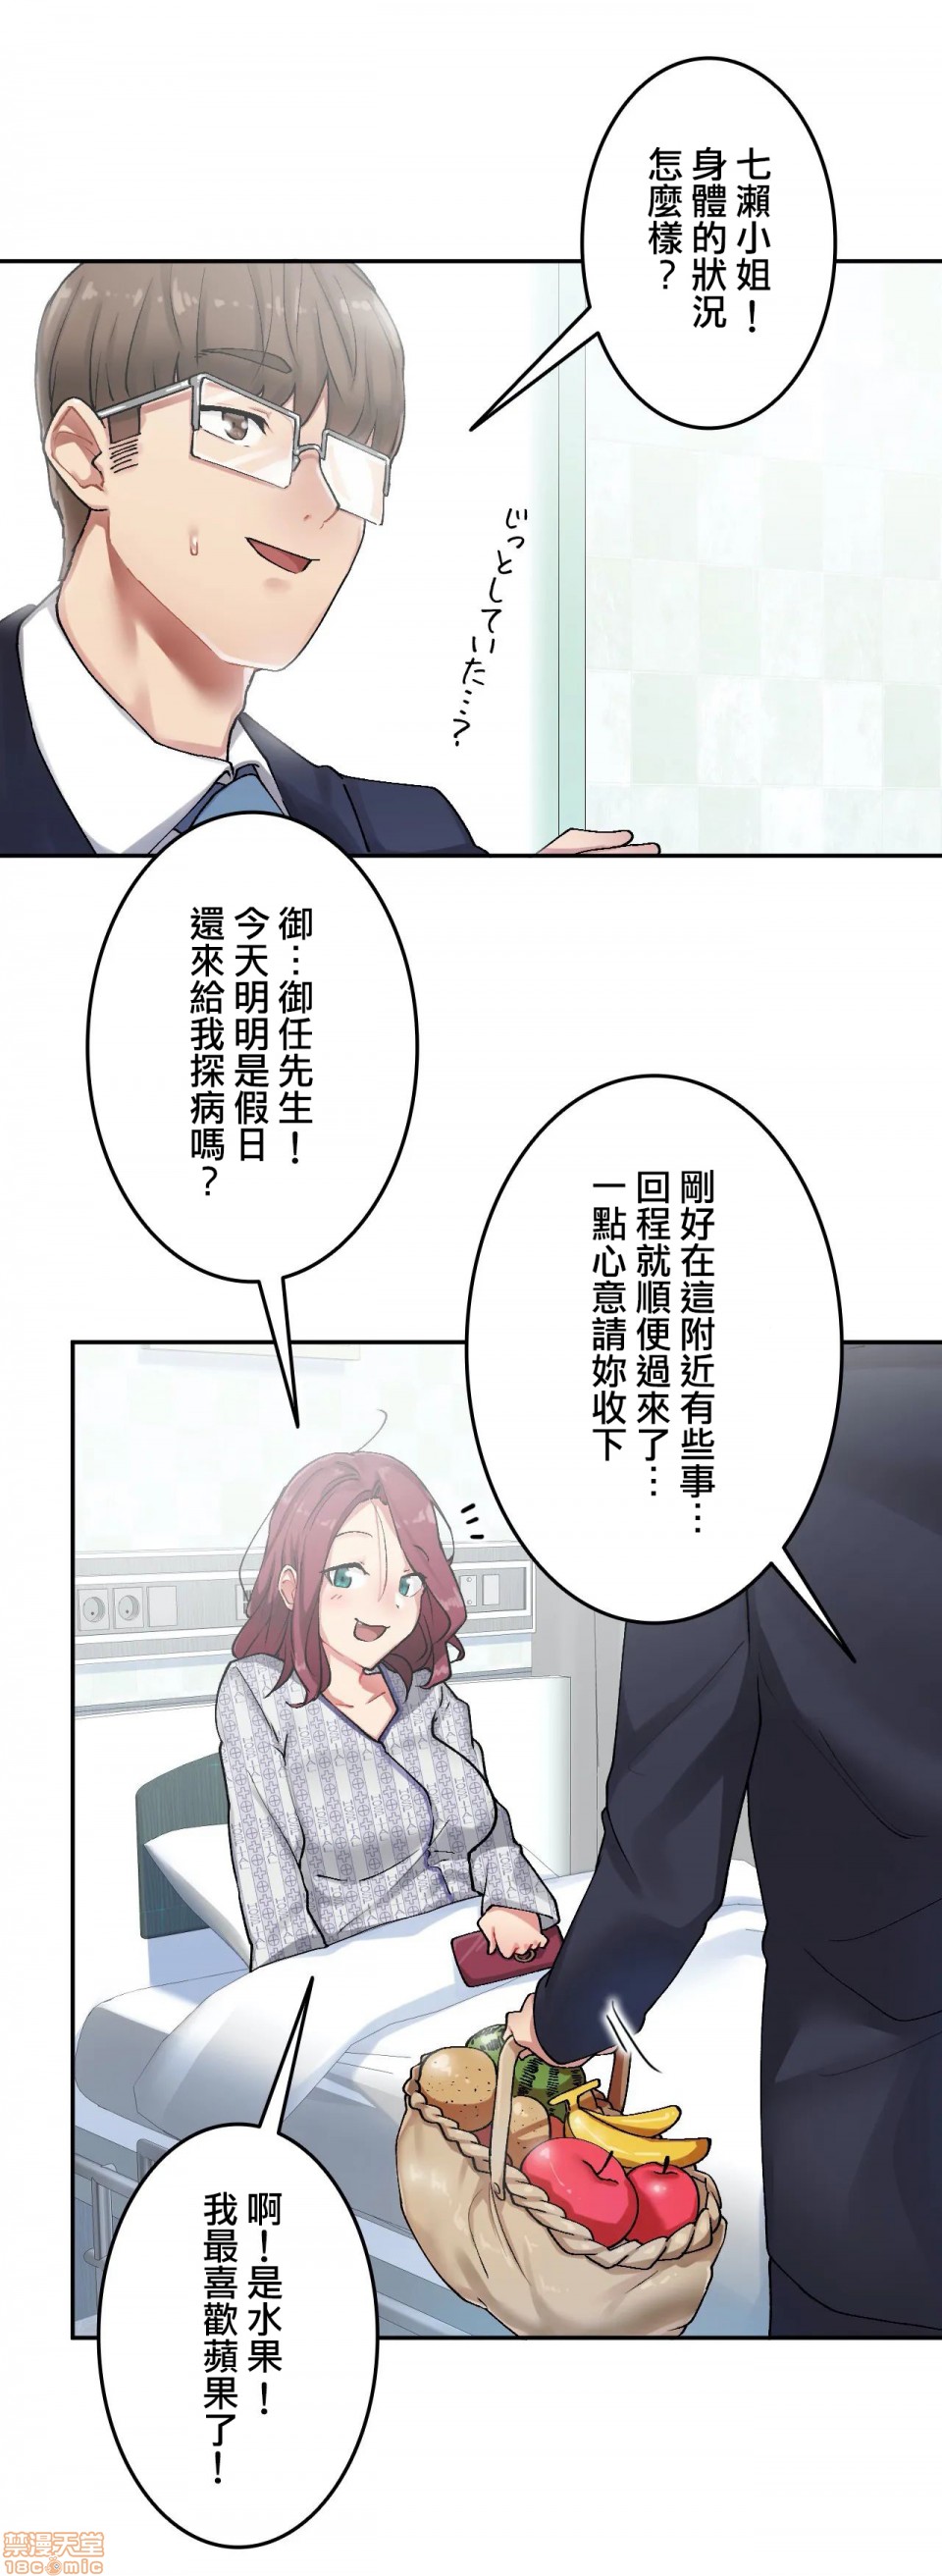 七瀨小姐！
身體的狀況
怎麼樣？
じっとしていた…？
御…御任先生！
今天明明是假日
還來給我探病嗎？
剛好在這附近有些事…
回程就順便過來了…
一點心意請妳收下
啊！是水果！
我最喜歡蘋果了！
禁漫天堂
18comic